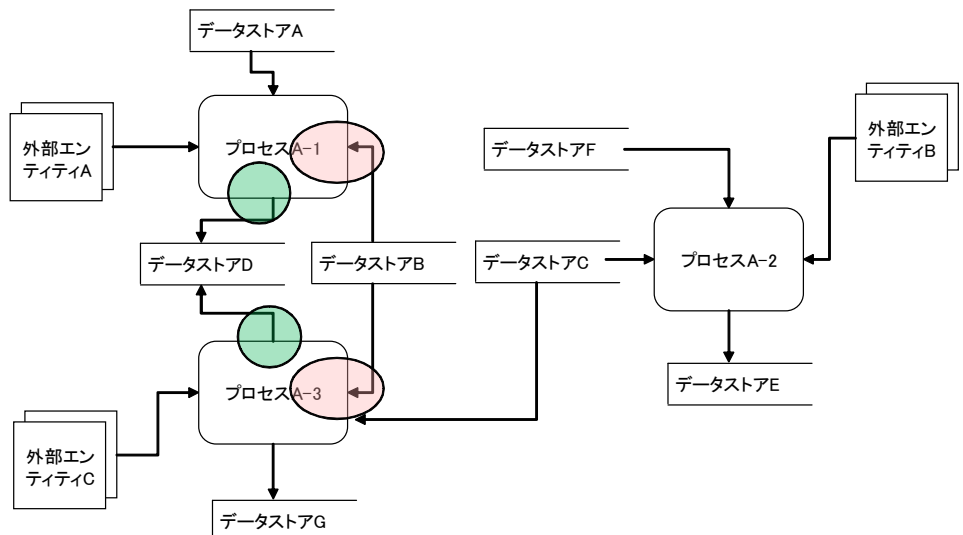 データストアA
外部エン
ティティA
プロセスA-1
データストアF
外部エン
ティティB
データストアD
データストアB
データストアC
プロセスA-2
プロセスA-3
データストアE
外部エン
ティティC
データストアG